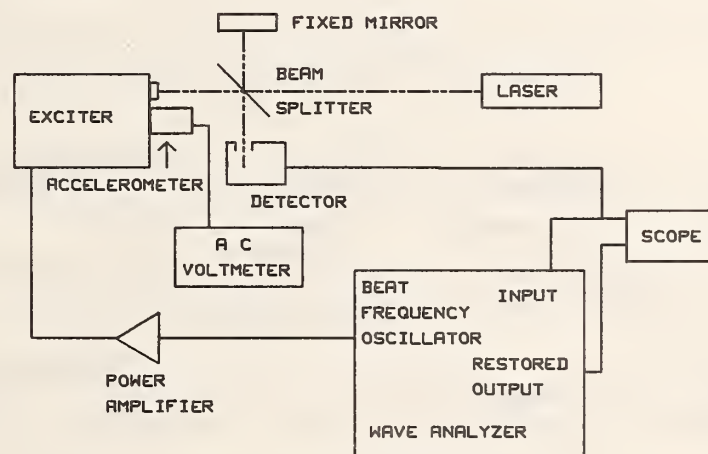 FIXED MIRROR
BEAM
SPLITTER
LASER
EXCITER
ACCELEROMETER
DETECTOR
A C
VOLTMETER
SCOPE
BEAT
FREQUENCY
OSCILLATOR
INPUT
RESTORED
OUTPUT
POWER
AMPLIFIER
WAVE ANALYZER